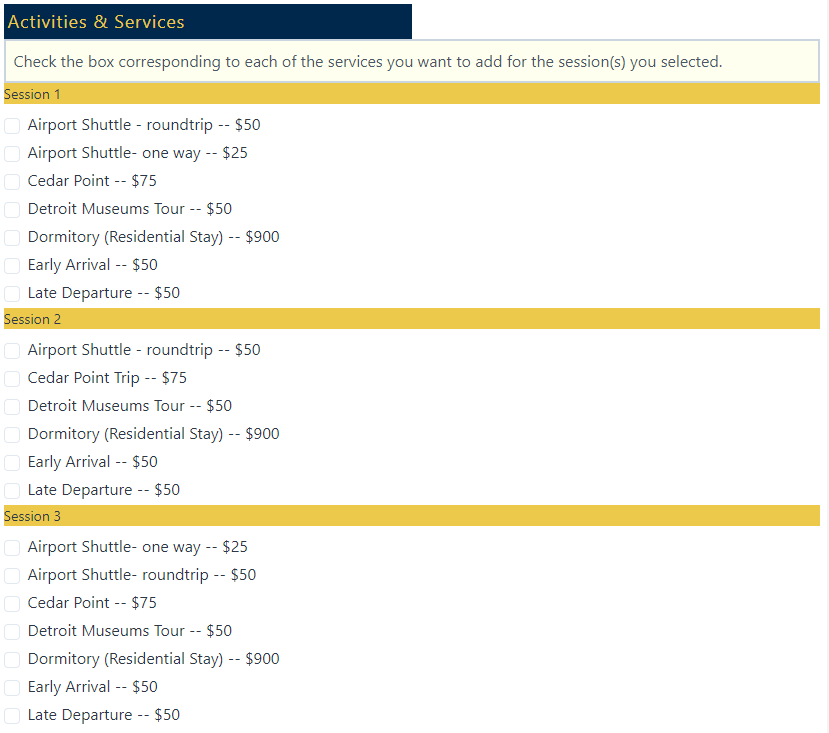 Activities & Services
Check the box corresponding to each of the services you want to add for the session(s) you selected.
Session 1
Airport Shuttle - roundtrip -- $50
Airport Shuttle- one way -- $25
Cedar Point -- $75
Detroit Museums Tour -- $50
Dormitory (Residential Stay) -- $900
Early Arrival -- $50
Late Departure -- $50
Session 2
Airport Shuttle - roundtrip -- $50
Cedar Point Trip -- $75
Detroit Museums Tour -- $50
Dormitory (Residential Stay) -- $900
Early Arrival -- $50
Late Departure -- $50
Session 3
Airport Shuttle- one way -- $25
Airport Shuttle- roundtrip -- $50
Cedar Point -- $75
Detroit Museums Tour -- $50
Dormitory (Residential Stay) -- $900
Early Arrival -- $50
Late Departure -- $50